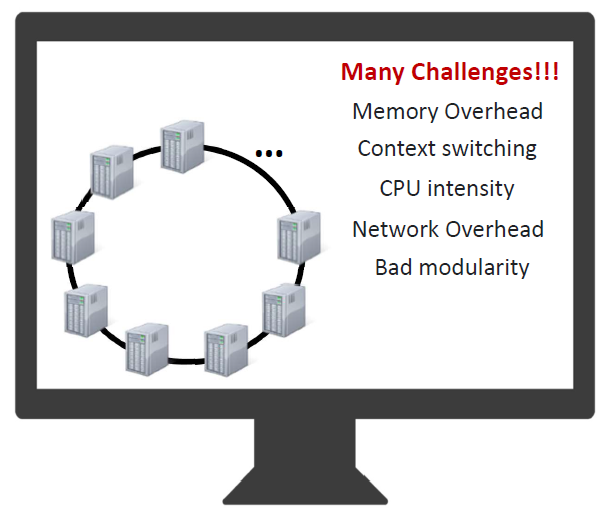 Many Challenges!!!
Memory Overhead
...
Context switching
CPU intensity
Network Overhead
Bad modularity